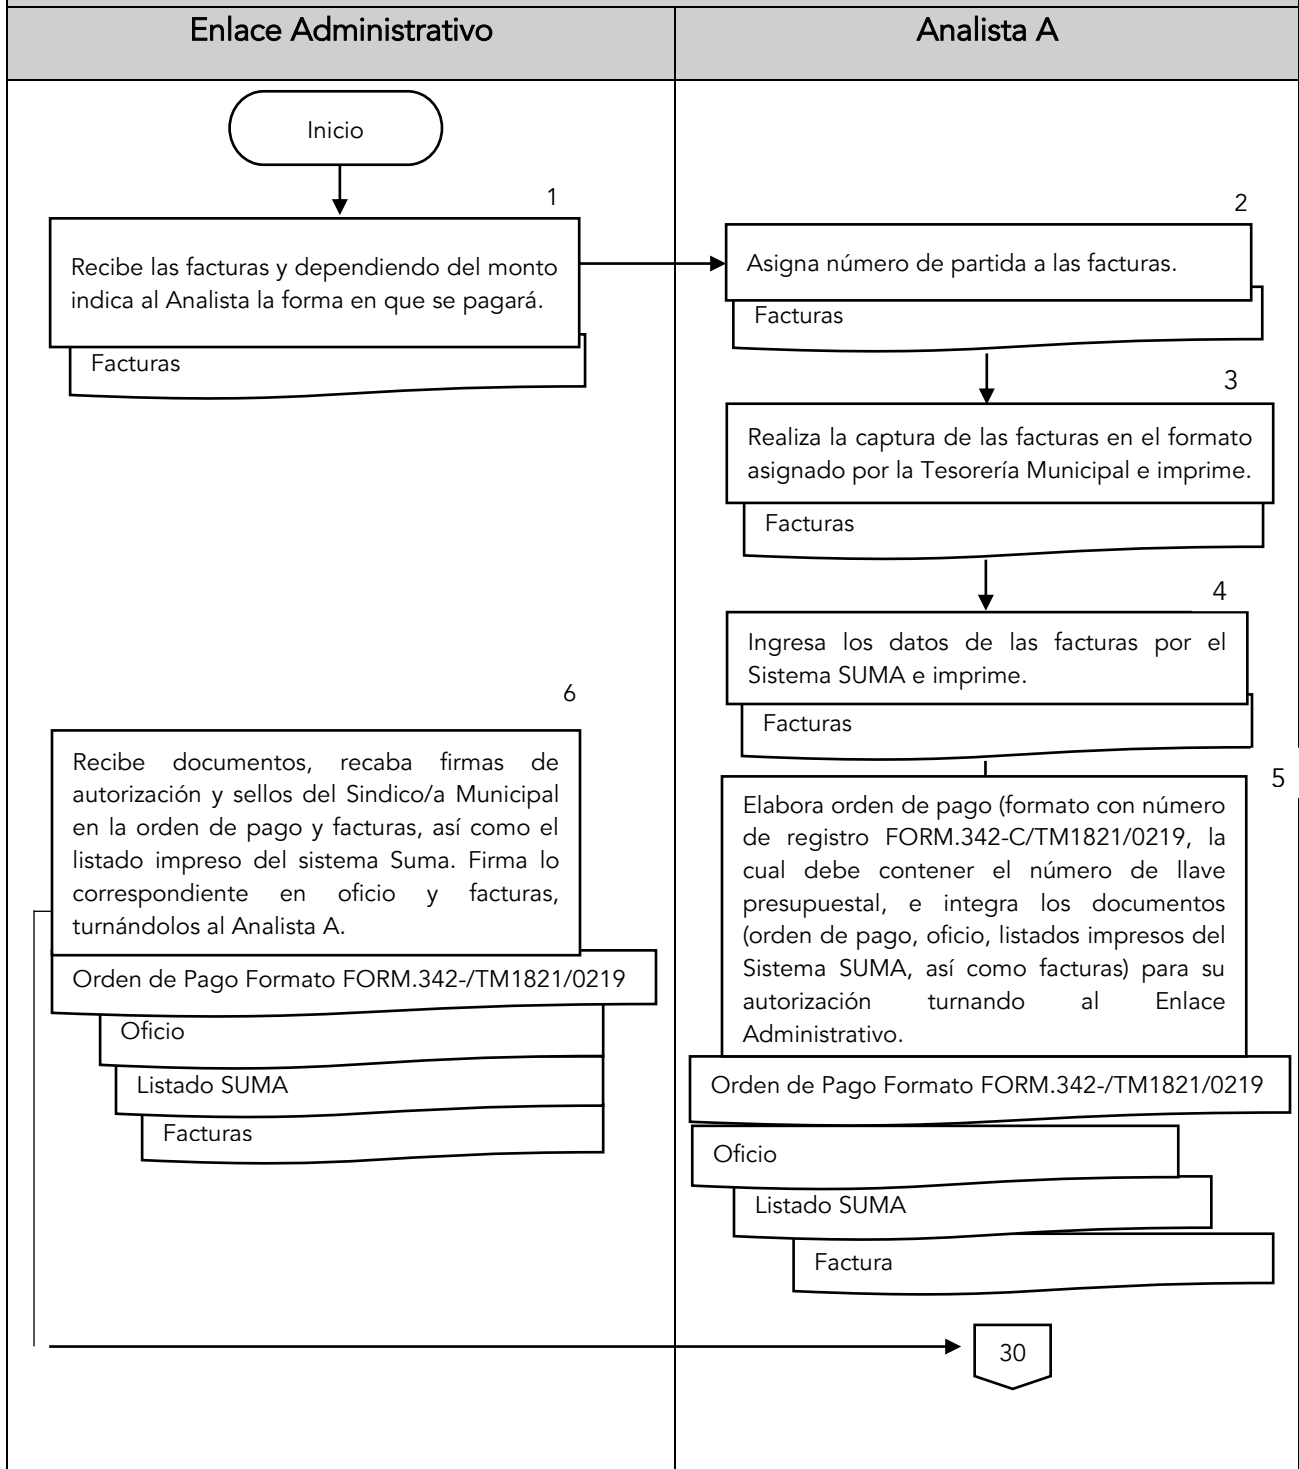 Enlace Administrativo
Analista A
Inicio
1
Recibe las facturas y dependiendo del monto
indica al Analista la forma en que se pagará.
Facturas
2
Asigna número de partida a las facturas.
Facturas
3
Realiza la captura de las facturas en el formato
asignado por la Tesorería Municipal e imprime.
Facturas
4
Ingresa los datos de las facturas por el
Sistema SUMA e imprime.
Facturas
5
Elabora orden de pago (formato con número
de registro FORM.342-C/TM1821/0219, la
cual debe contener el número de llave
presupuestal, e integra los documentos
(orden de pago, oficio, listados impresos del
Sistema SUMA, así como facturas) para su
autorización turnando al Enlace
Administrativo.
Orden de Pago Formato FORM.342-/TM1821/0219
Oficio
Listado SUMA
Factura
6
Recibe documentos, recaba firmas de
autorización y sellos del Sindico/a Municipal
en la orden de pago y facturas, así como el
listado impreso del sistema Suma. Firma lo
correspondiente en oficio y facturas,
turnándolos al Analista A.
Orden de Pago Formato FORM.342-/TM1821/0219
Oficio
Listado SUMA
Facturas
30